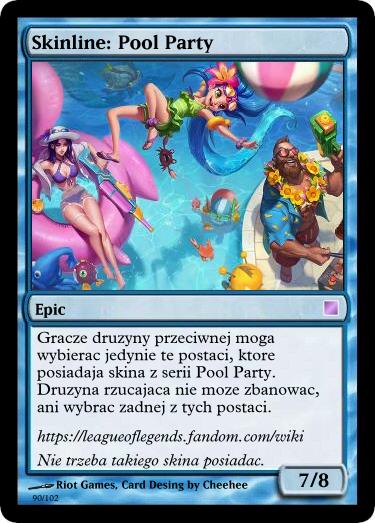 Skinline: Pool Party
Epic
Gracze druzyny przeciwnej moga
wybierac jedynie te postaci, ktore
posiadaja skina z serii Pool Party.
Druzyna rzucajaca nie moze zbanowac,
ani wybrac zadnej z tych postaci.
https://leagueoflegends.fandom.com/wiki
Nie trzeba takiego skina posiadac.
7/8
Riot Games, Card Desing by Cheehee
90/102